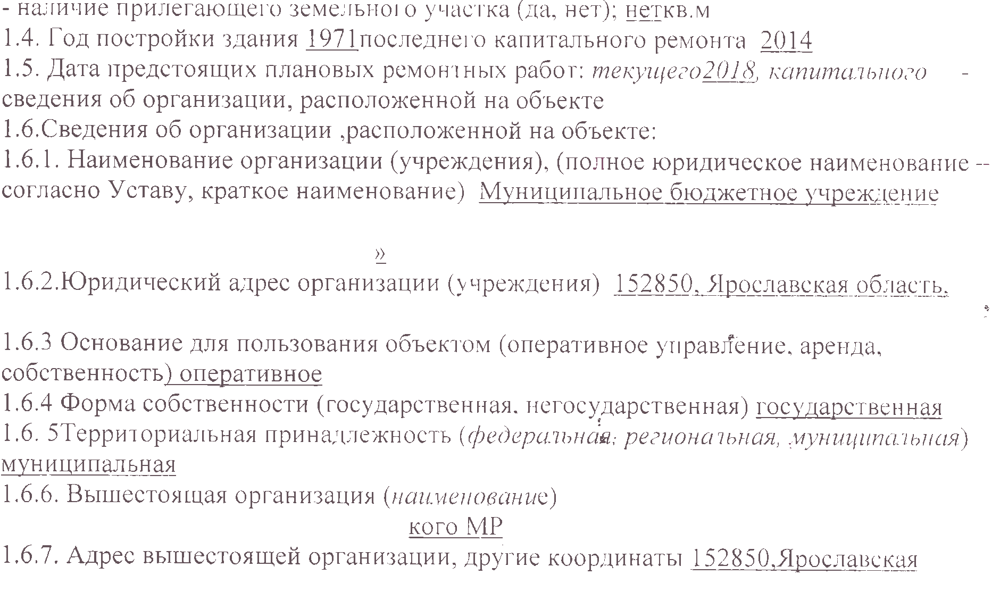 - наличие прилегающего земельного участка (да, нет); неткв.м
1.4. Год постройки здания 1971последнего капитального ремонта 2014
1.5. Дата предстоящих плановых ремонтных работ: текущего2018, капитального -
сведения об организации, расположенной на объекте
1.6.Сведения об организации ,расположенной на объекте:
1.6.1. Наименование организации (учреждения), (полное юридическое наименование –
согласно Уставу, краткое наименование) Муниципальное бюджетное учреждение
»
1.6.2.Юридический адрес организации (учреждения) 152850, Ярославская область,
1.6.3 Основание для пользования объектом (оперативное управление, аренда,
собственность) оперативное
1.6.4 Форма собственности (государственная, негосударственная) государственная
1.6. 5Территориальная принадлежность (федеральная, региональная, муниципальная)
муниципальная
1.6.6. Вышестоящая организация (наименование)
кого МР
1.6.7. Адрес вышестоящей организации, другие координаты 152850,Ярославская